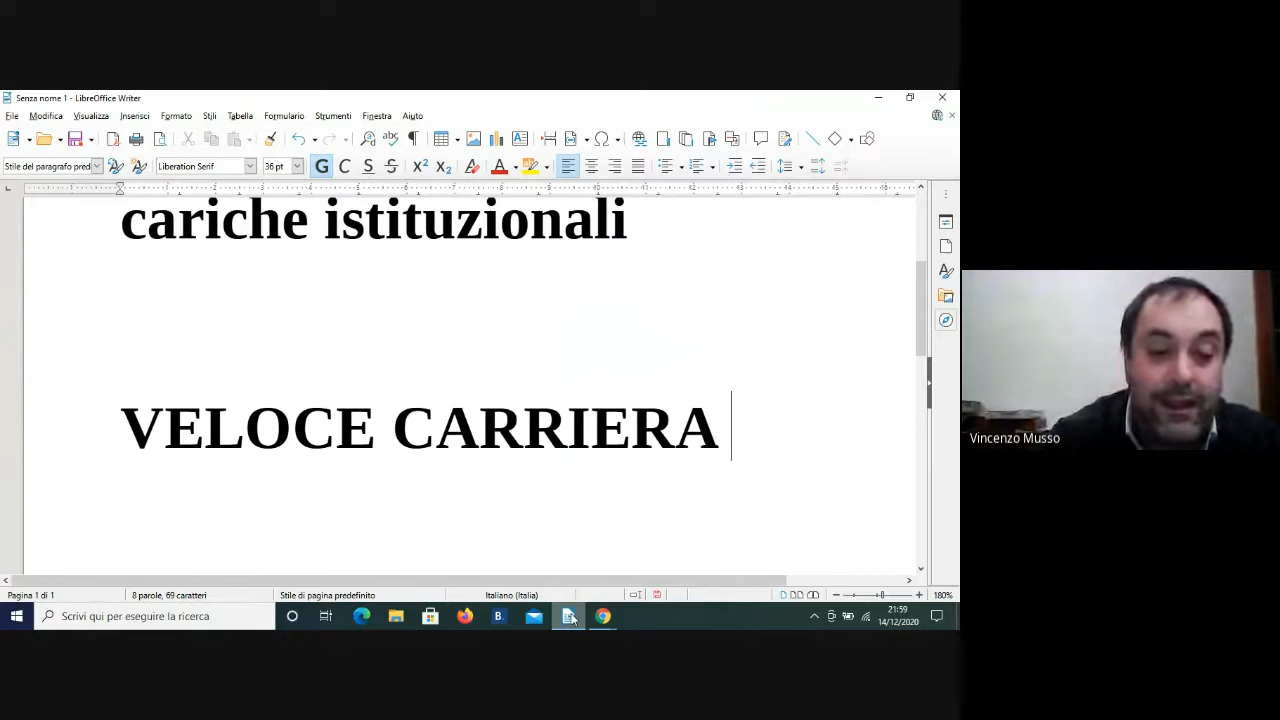 Senza nome 1 - LibreOffice Writer
File Modifica Visualizza Inserisci Formato Stili Tabella Formulario Strumenti Finestra Aiuto
Stile del paragrafo pred Liberation Serif 36 pt G C S S X² X₂ A
cariche istituzionali
VELOCE CARRIERA
Pagina 1 di 1 8 parole, 69 caratteri Stile di pagina predefinito Italiano (Italia) 180%
Scrivi qui per eseguire la ricerca
21:59
14/12/2020
Vincenzo Musso